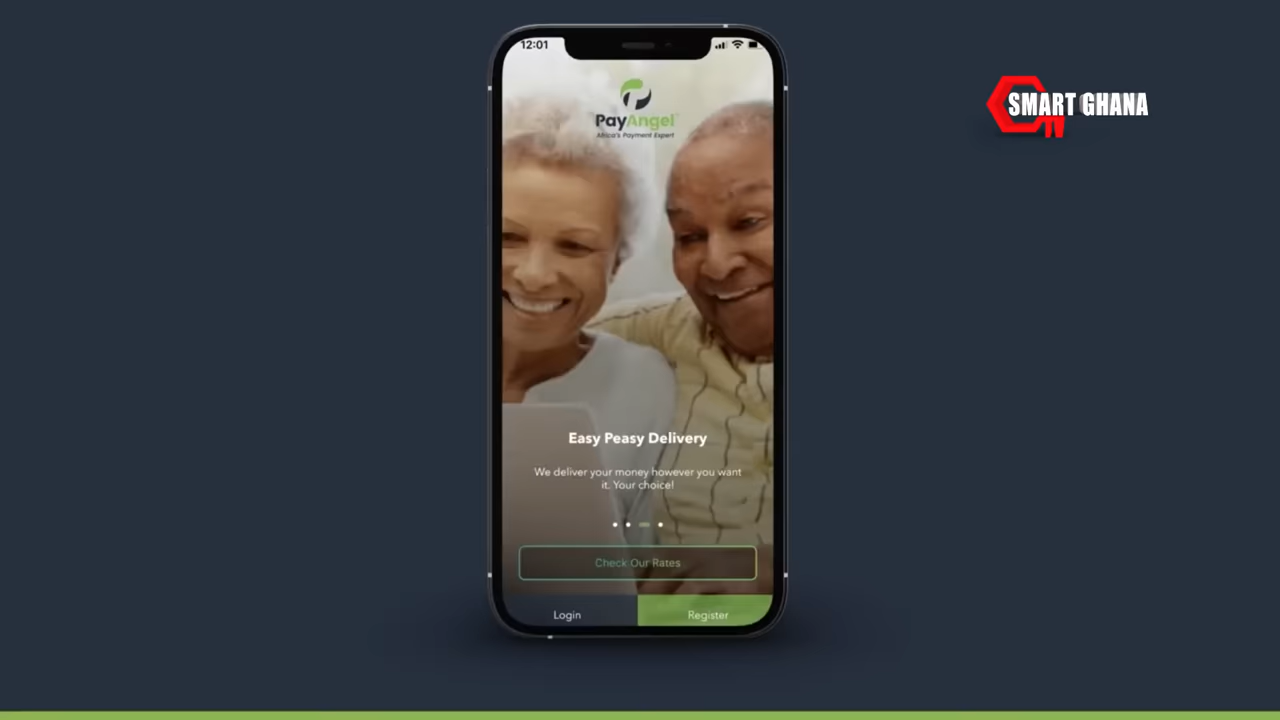 12:01
SMART GHANA
TV
PayAngel
Africa's Payment Expert
Easy Peasy Delivery
We deliver your money however you want
it. Your choice!
Check Our Rates
Login
Register